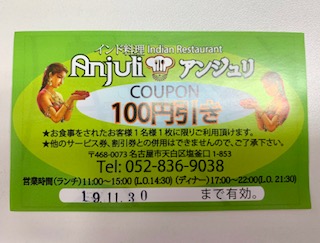 インド料理 Indian Restaurant
Anjuli アンジュリ
COUPON
100円引き
★お食事をされたお客様1名様1枚に限りご利用頂けます。
★他のサービス券、割引券との併用はできませんので、ご了承下さい。
〒468-0073 名古屋市天白区塩釜口 1-853
Tel: 052-836-9038
営業時間 (ランチ) 11:00～15:00 (L.O.14:30) (ディナー) 17:00～22:00 (L.O. 21:30)
19.11.30 まで有効。